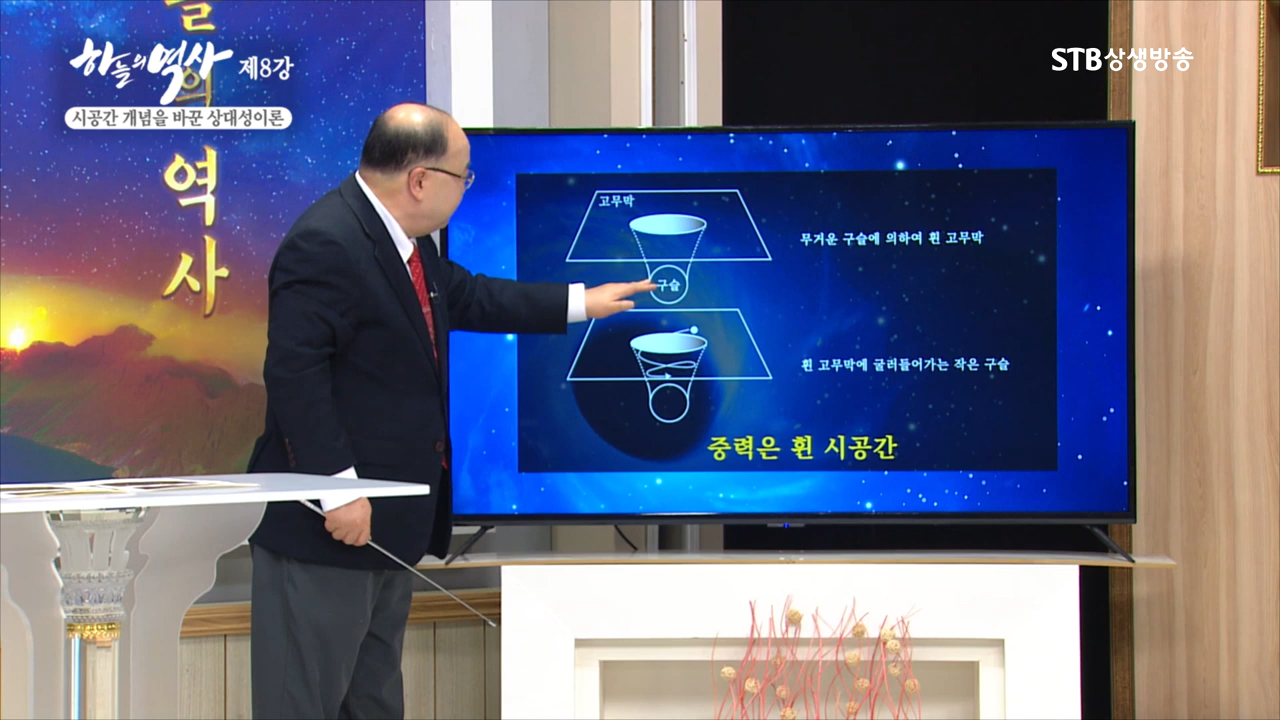 하늘의 역사 제8강
시공간 개념을 바꾼 상대성이론
STB상생방송
늘의 역사
고무막
구슬
무거운 구슬에 의하여 휜 고무막
휜 고무막에 굴러들어가는 작은 구슬
중력은 휜 시공간